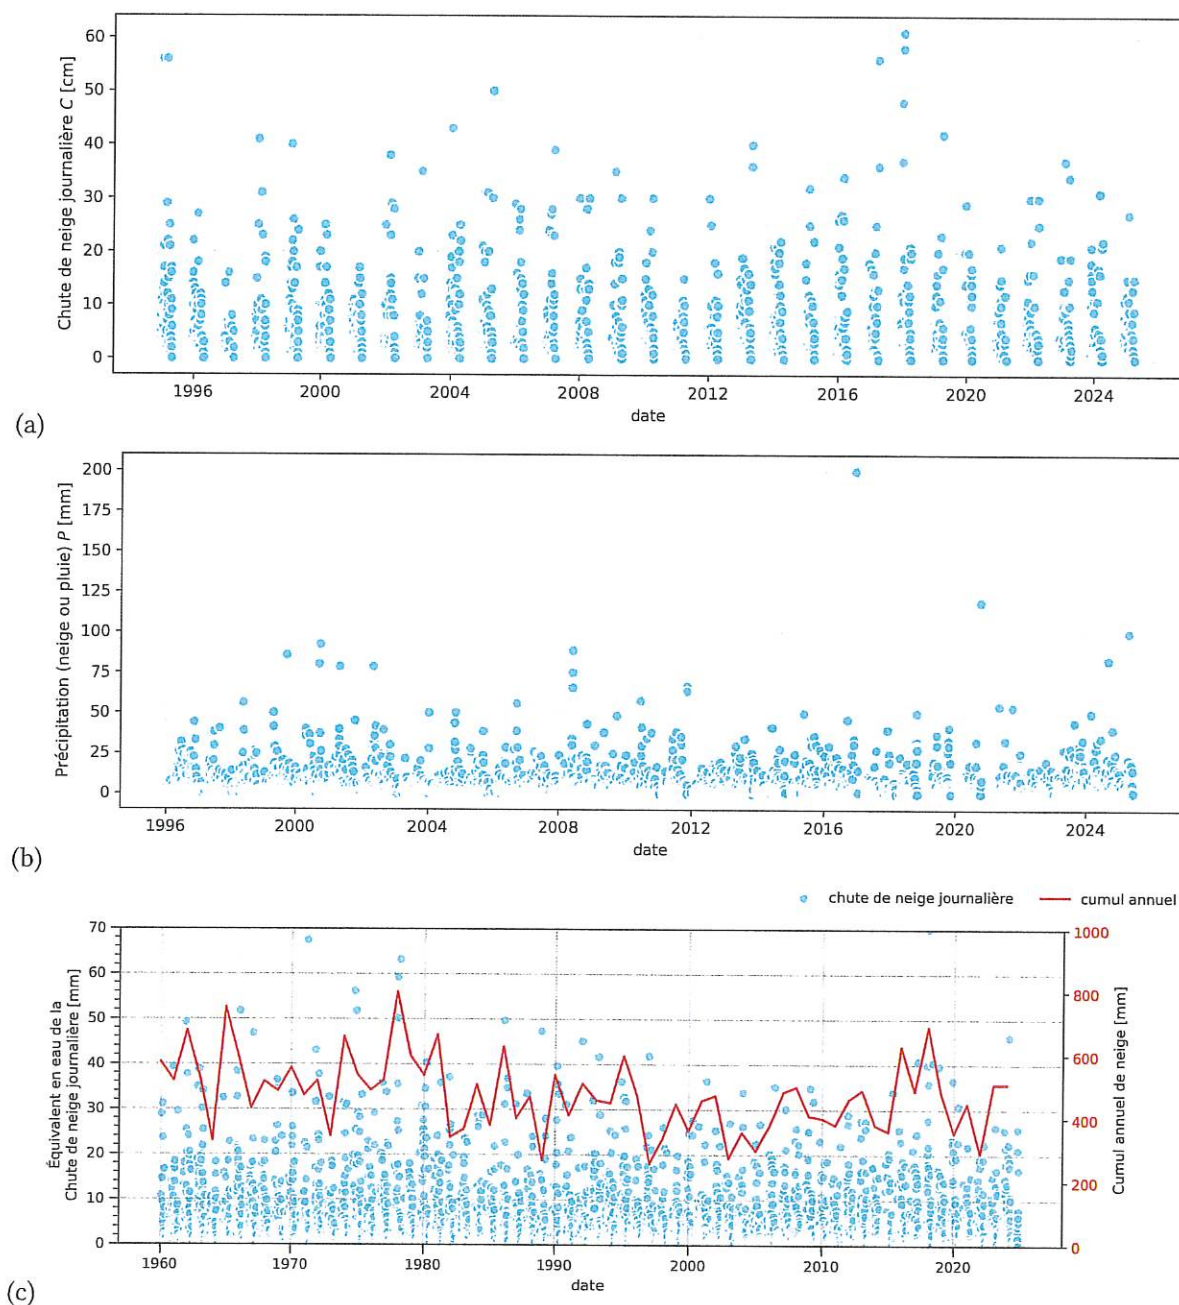 60
50
40
30
20
10
0
Chute de neige journalière C [cm]
1996 2000 2004 2008 2012 2016 2020 2024
date
(a)
200
175
150
125
100
75
50
25
0
Précipitation (neige ou pluie) P [mm]
1996 2000 2004 2008 2012 2016 2020 2024
date
(b)
chute de neige journalière cumul annuel
70
60
50
40
30
20
10
0
Équivalent en eau de la
Chute de neige journalière [mm]
1000
800
600
400
200
0
Cumul annuel de neige [mm]
1960 1970 1980 1990 2000 2010 2020
date
(c)